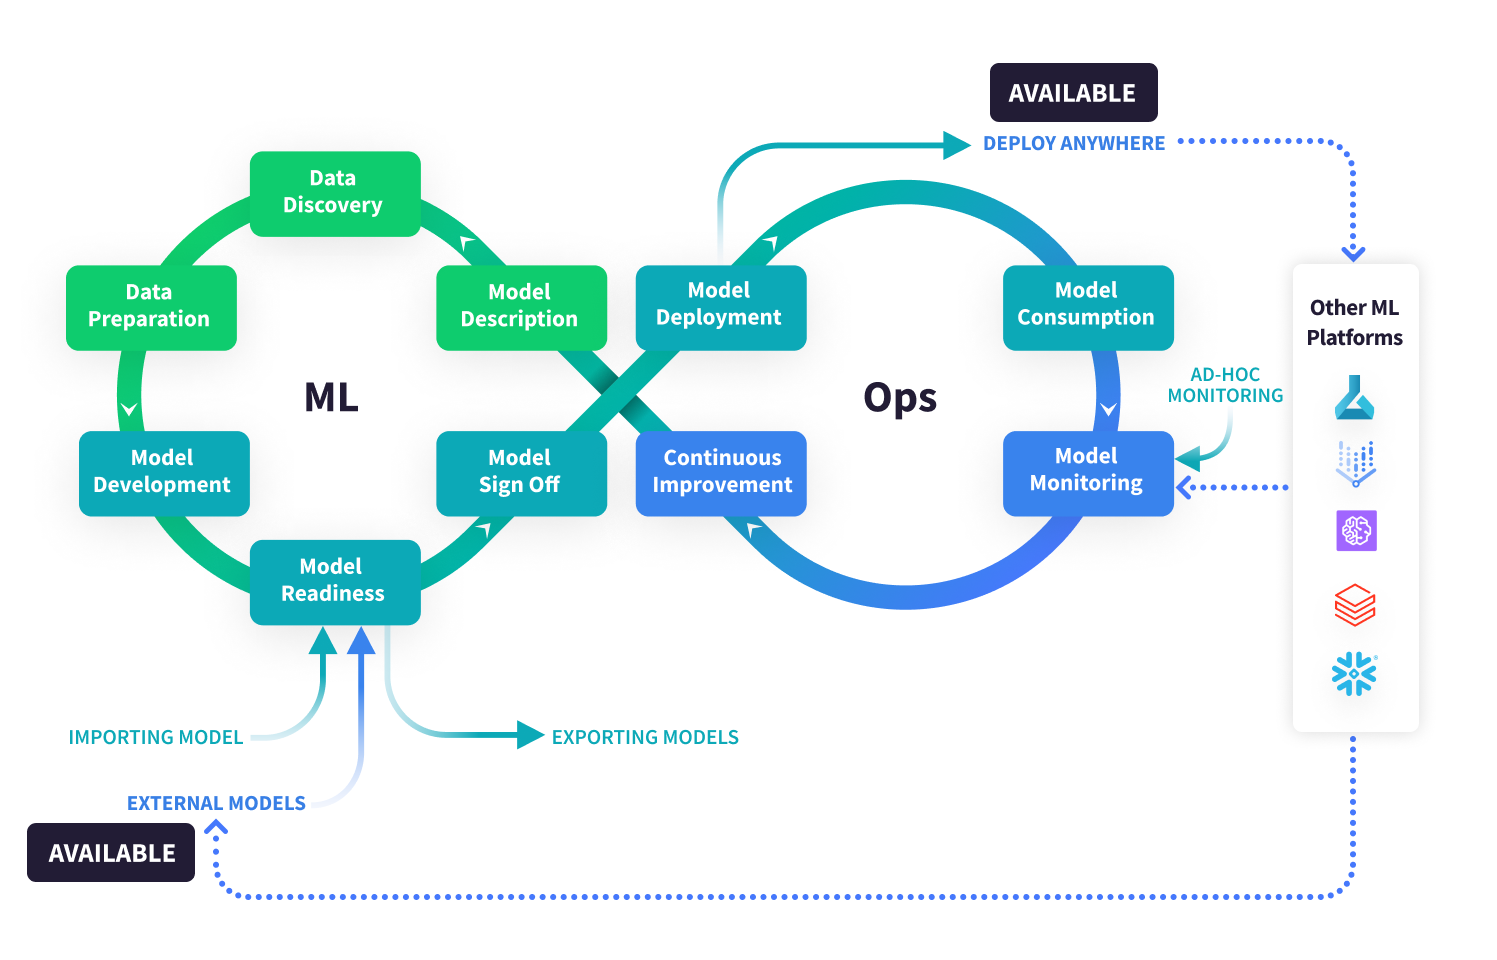 AVAILABLE
DEPLOY ANYWHERE
Data
Discovery
Data
Preparation
Model
Description
Model
Deployment
Model
Consumption
Other ML
Platforms
ML
Ops
AD-HOC
MONITORING
Model
Development
Model
Sign Off
Continuous
Improvement
Model
Monitoring
Model
Readiness
IMPORTING MODEL
EXPORTING MODELS
EXTERNAL MODELS
AVAILABLE